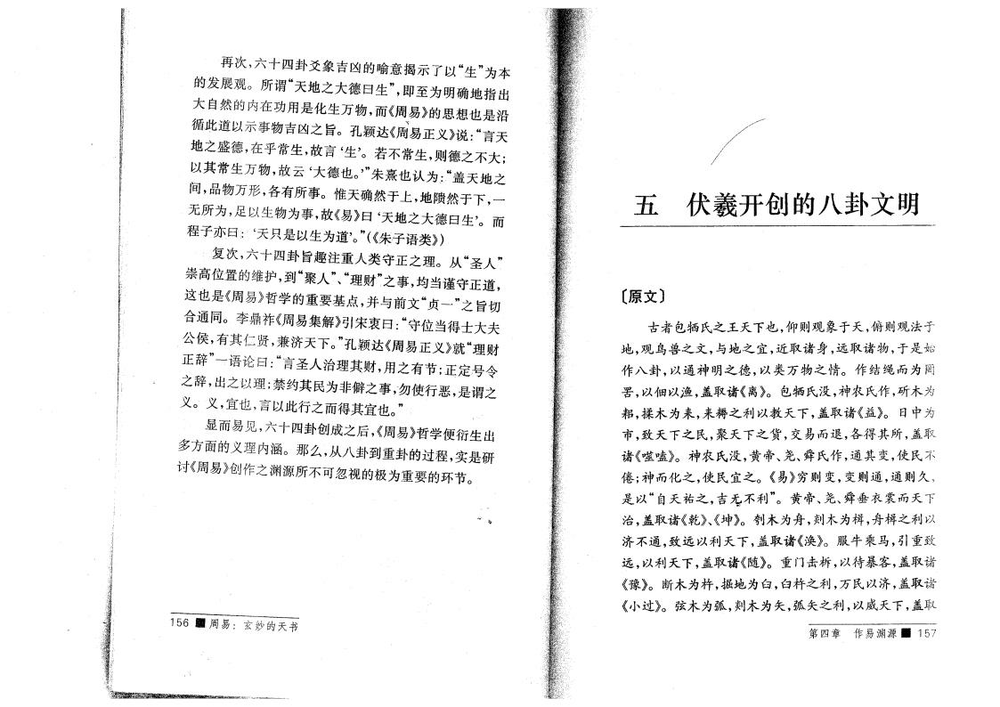 再次，六十四卦爻象吉凶的喻意揭示了以“生”为本
的发展观。所谓“天地之大德曰生”，即至为明确地指出
大自然的内在功用是化生万物，而《周易》的思想也是沿
循此道以示事物吉凶之旨。孔颖达《周易正义》说：“言天
地之盛德，在乎常生，故言‘生’。若不常生，则德之不大；
以其常生万物，故云‘大德也。’”朱熹也认为：“盖天地之
间，品物万形，各有所事。惟天确然于上，地隤然于下，一
无所为，足以生物为事，故《易》曰‘天地之大德曰生’。而
程子亦曰：‘天只是以生为道’。”（《朱子语类》）
复次，六十四卦旨趣注重人类守正之理。从“圣人”
崇高位置的维护，到“聚人”、“理财”之事，均当谨守正道，
这也是《周易》哲学的重要基点，并与前文“贞一”之旨切
合通同。李鼎祚《周易集解》引宋衷曰：“守位当得士大夫
公侯，有其仁贤，兼济天下。”孔颖达《周易正义》就“理财
正辞”一语论曰：“言圣人治理其财，用之有节；正定号令
之辞，出之以理；禁约其民为非僻之事，勿使行恶，是谓之
义。义，宜也，言以此行之而得其宜也。”
显而易见，六十四卦创成之后，《周易》哲学便衍生出
多方面的义理内涵。那么，从八卦到重卦的过程，实是研
讨《周易》创作之渊源所不可忽视的极为重要的环节。
156 ■ 周易：玄妙的天书
五 伏羲开创的八卦文明
〔原文〕
古者包牺氏之王天下也，仰则观象于天，俯则观法于
地，观鸟兽之文，与地之宜，近取诸身，远取诸物，于是始
作八卦，以通神明之德，以类万物之情。作结绳而为罔
罟，以佃以渔，盖取诸《离》。包牺氏没，神农氏作，斫木为
耜，揉木为耒，耒耨之利以教天下，盖取诸《益》。日中为
市，致天下之民，聚天下之货，交易而退，各得其所，盖取
诸《噬嗑》。神农氏没，黄帝、尧、舜氏作，通其变，使民不
倦；神而化之，使民宜之。《易》穷则变，变则通，通则久，
是以“自天祐之，吉无不利”。黄帝、尧、舜垂衣裳而天下
治，盖取诸《乾》、《坤》。刳木为舟，剡木为楫，舟楫之利以
济不通，致远以利天下，盖取诸《涣》。服牛乘马，引重致
远，以利天下，盖取诸《随》。重门击柝，以待暴客，盖取诸
《豫》。断木为杵，掘地为臼，臼杵之利，万民以济，盖取诸
《小过》。弦木为弧，剡木为矢，弧矢之利，以威天下，盖取
第四章 作易渊源 ■ 157